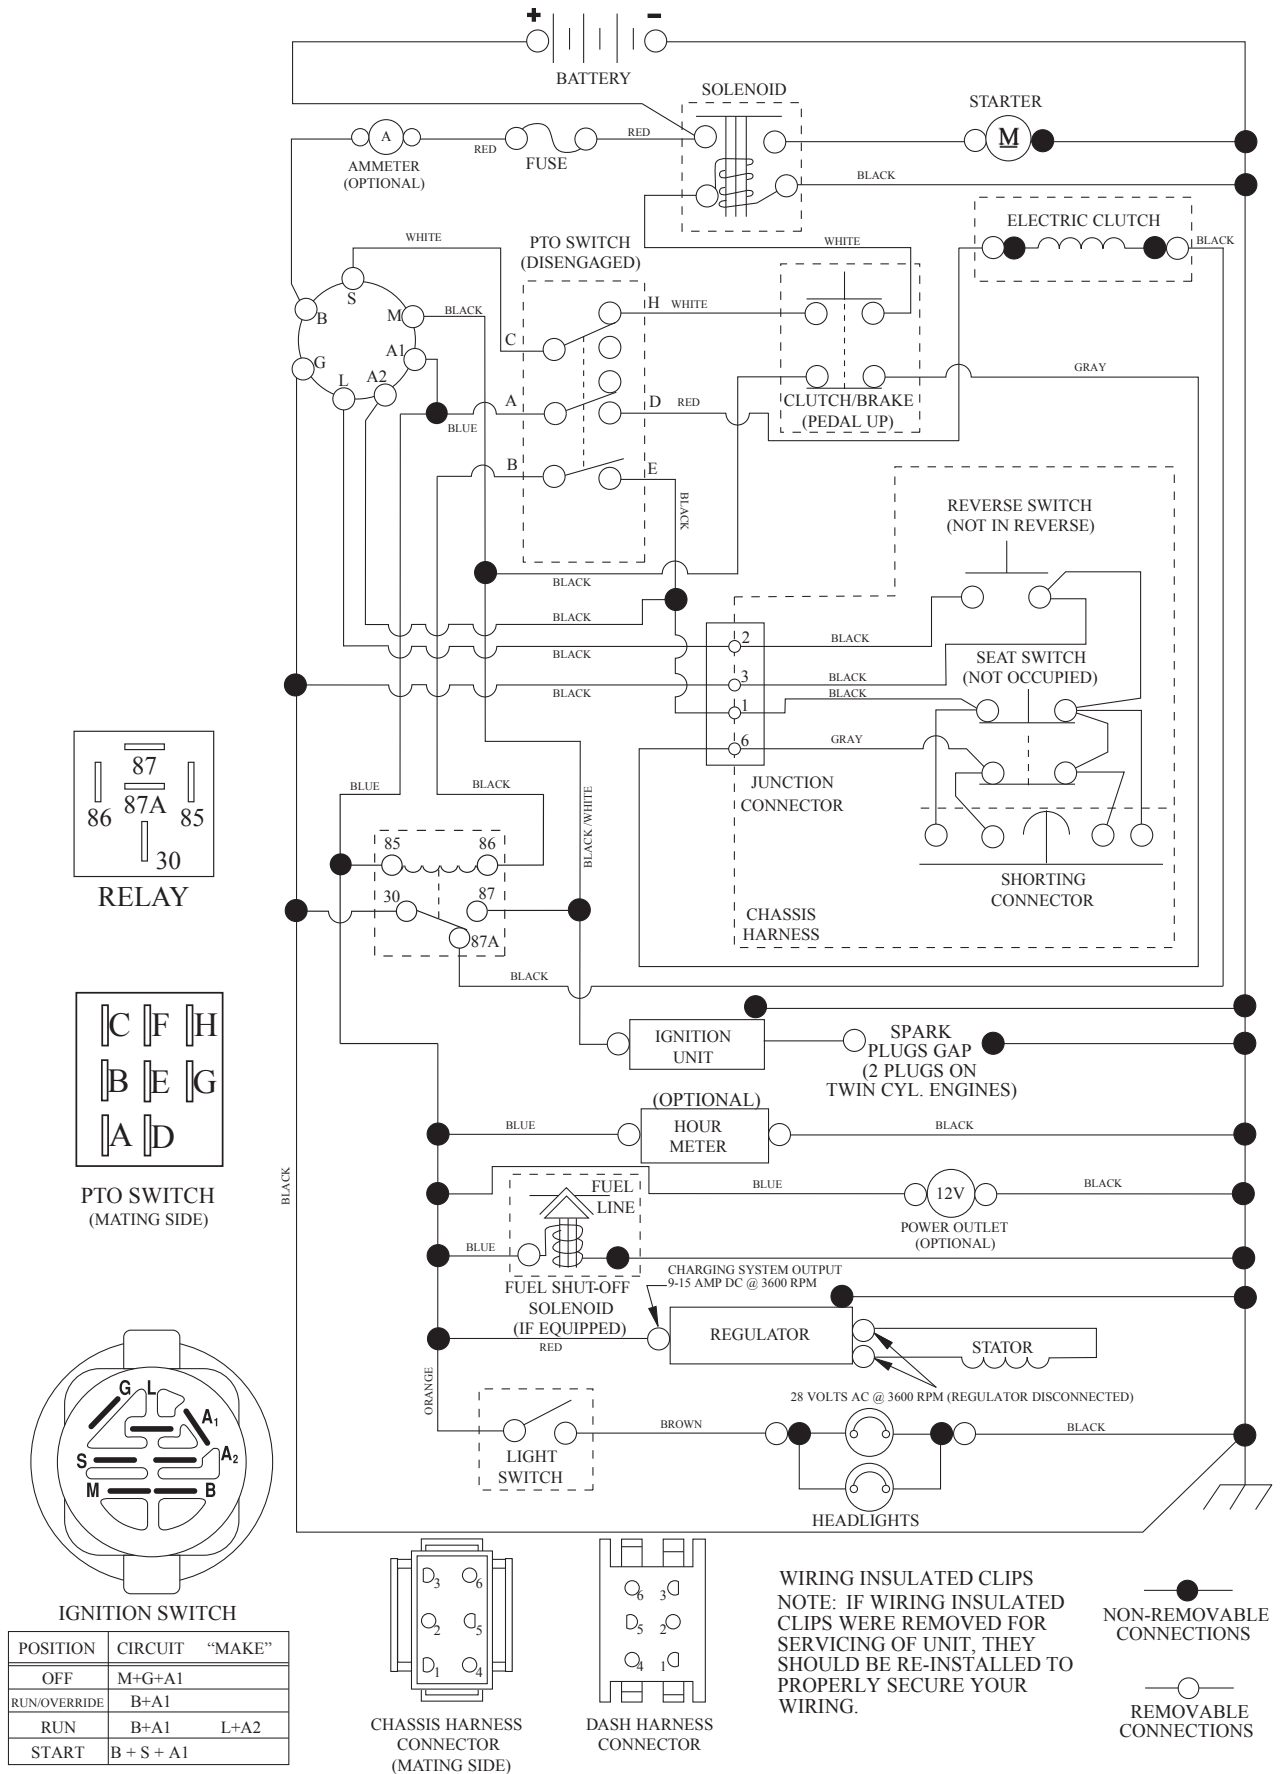 + -
BATTERY
SOLENOID
STARTER
A
RED
FUSE
RED
M
AMMETER
(OPTIONAL)
BLACK
ELECTRIC CLUTCH
WHITE
PTO SWITCH
(DISENGAGED)
WHITE
BLACK
S
B
M
BLACK
H
WHITE
C
G
A1
L
A2
GRAY
A
BLUE
D
RED
CLUTCH/BRAKE
(PEDAL UP)
B
E
BLACK
REVERSE SWITCH
(NOT IN REVERSE)
BLACK
BLACK
BLACK
2
BLACK
SEAT SWITCH
(NOT OCCUPIED)
3
BLACK
BLACK
BLACK
1
6
GRAY
JUNCTION
CONNECTOR
87
87A
86
85
30
RELAY
BLUE
BLACK
BLACK /WHITE
85
86
30
87
87A
SHORTING
CONNECTOR
CHASSIS
HARNESS
BLACK
C F H
B E G
A D
PTO SWITCH
(MATING SIDE)
IGNITION
UNIT
SPARK
PLUGS GAP
(2 PLUGS ON
TWIN CYL. ENGINES)
(OPTIONAL)
BLUE
HOUR
METER
BLACK
BLACK
FUEL
LINE
BLUE
12V
BLACK
POWER OUTLET
(OPTIONAL)
BLUE
CHARGING SYSTEM OUTPUT
9-15 AMP DC @ 3600 RPM
FUEL SHUT-OFF
SOLENOID
(IF EQUIPPED)
RED
REGULATOR
STATOR
ORANGE
28 VOLTS AC @ 3600 RPM (REGULATOR DISCONNECTED)
BROWN
BLACK
LIGHT
SWITCH
HEADLIGHTS
G L
A1
S
A2
M
B
IGNITION SWITCH
POSITION CIRCUIT “MAKE”
OFF M+G+A1
RUN/OVERRIDE B+A1
RUN B+A1 L+A2
START B + S + A1
3 6
2 5
1 4
CHASSIS HARNESS
CONNECTOR
(MATING SIDE)
6 3
5 2
4 1
DASH HARNESS
CONNECTOR
WIRING INSULATED CLIPS
NOTE: IF WIRING INSULATED
CLIPS WERE REMOVED FOR
SERVICING OF UNIT, THEY
SHOULD BE RE-INSTALLED TO
PROPERLY SECURE YOUR
WIRING.
NON-REMOVABLE
CONNECTIONS
REMOVABLE
CONNECTIONS